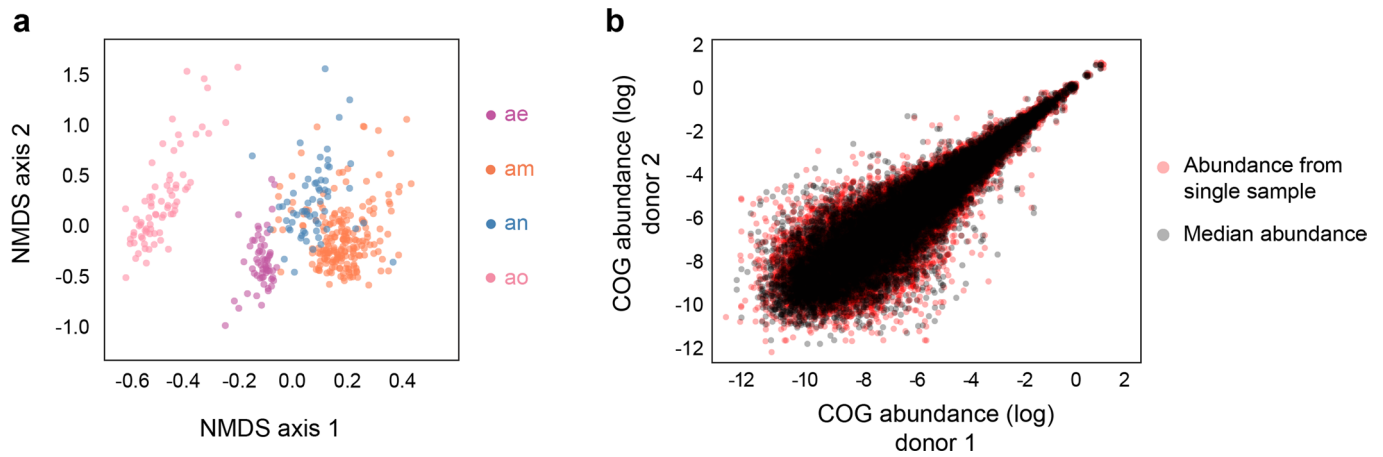 a
NMDS axis 2
1.5
1.0
0.5
0.0
-0.5
-1.0
-0.6
-0.4
-0.2
0.0
0.2
0.4
NMDS axis 1
ae
am
an
ao
b
COG abundance (log)
donor 2
2
0
-2
-4
-6
-8
-10
-12
-12
-10
-8
-6
-4
-2
0
2
COG abundance (log)
donor 1
Abundance from
single sample
Median abundance